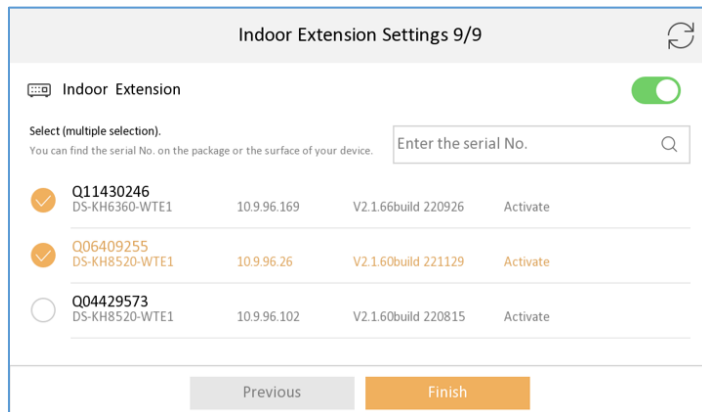 Indoor Extension Settings 9/9
Indoor Extension
Select (multiple selection).
You can find the serial No. on the package or the surface of your device.
Enter the serial No.
Q11430246
DS-KH6360-WTE1 10.9.96.169 V2.1.66build 220926 Activate
Q06409255
DS-KH8520-WTE1 10.9.96.26 V2.1.60build 221129 Activate
Q04429573
DS-KH8520-WTE1 10.9.96.102 V2.1.60build 220815 Activate
Previous Finish